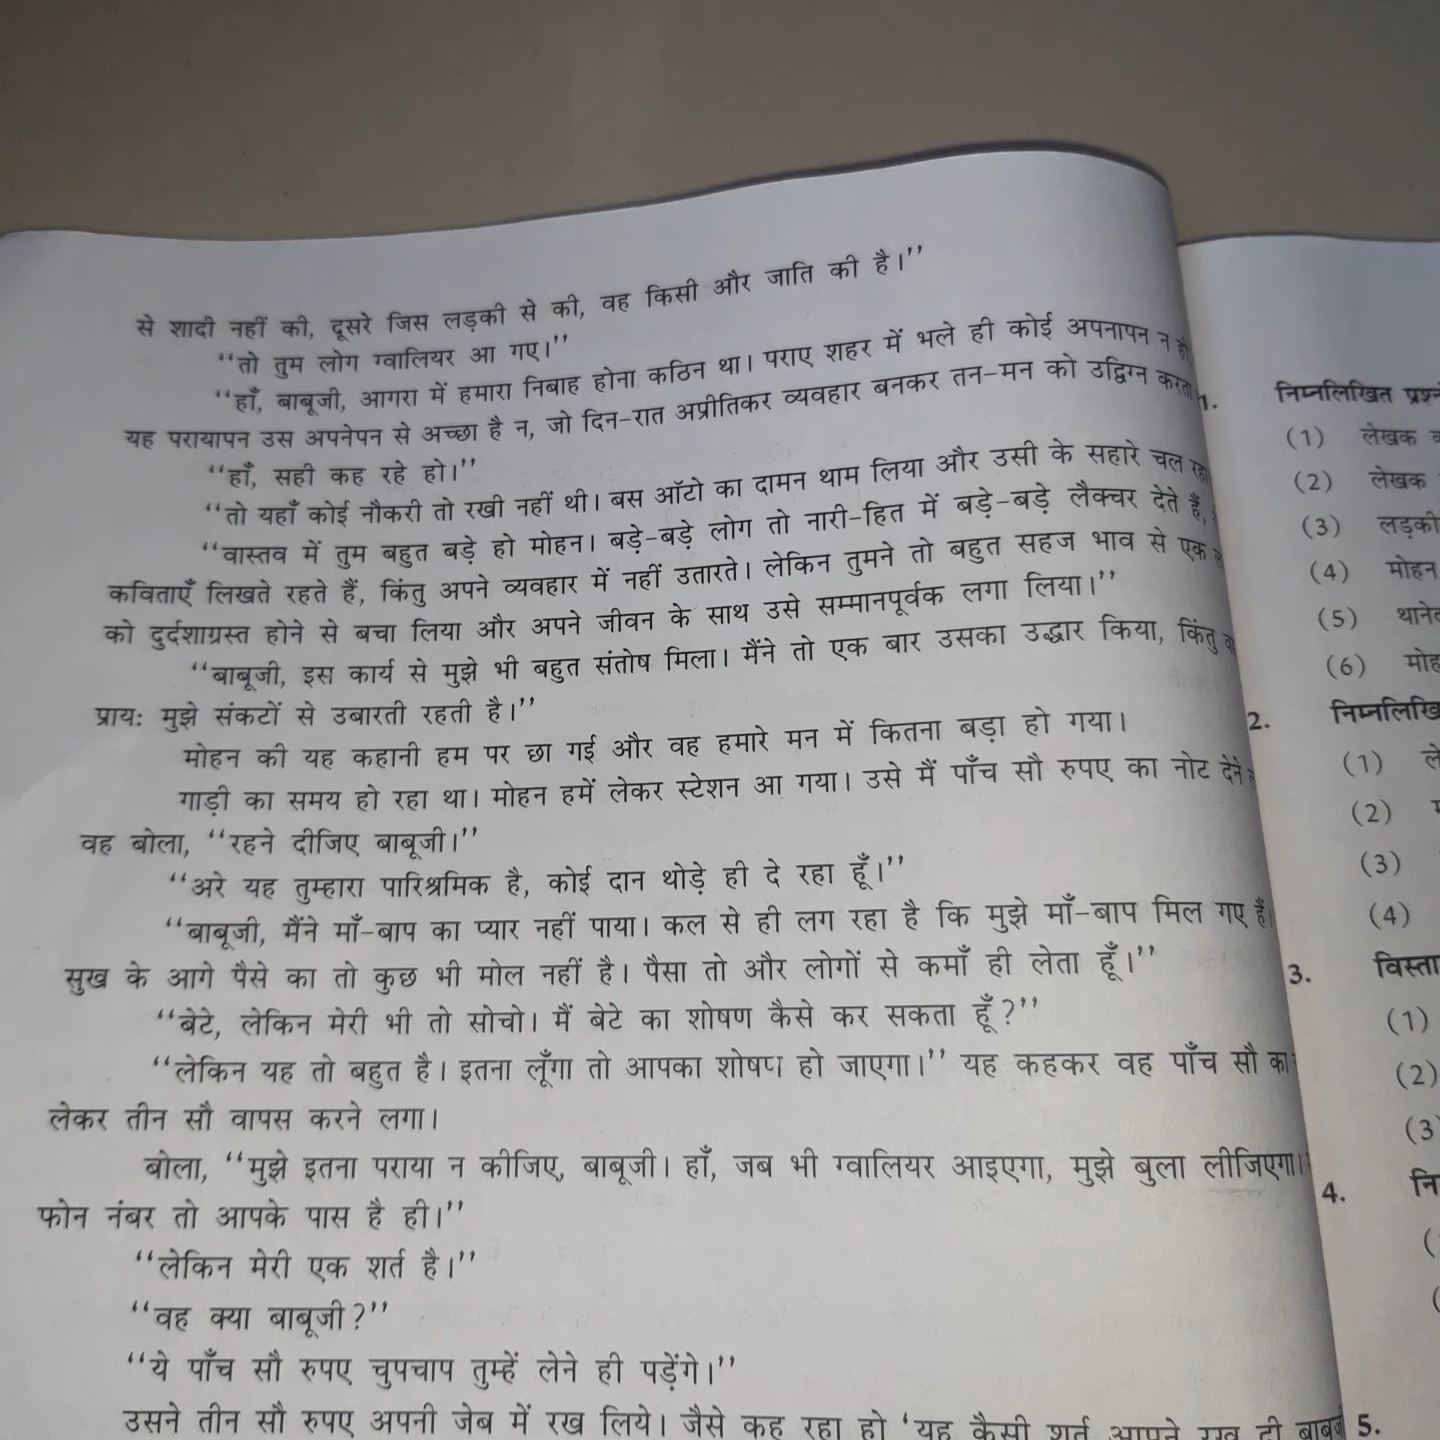 से शादी नहीं की, दूसरे जिस लड़की से की, वह किसी और जाति की है।’’
‘‘तो तुम लोग ग्वालियर आ गए।’’
‘‘हाँ, बाबूजी, आगरा में हमारा निबाह होना कठिन था। पराए शहर में भले ही कोई अपनापन न
यह परायापन उस अपनेपन से अच्छा है न, जो दिन-रात अप्रीतिकर व्यवहार बनकर तन-मन को उद्विग्न करता
‘‘हाँ, सही कह रहे हो।’’
‘‘तो यहाँ कोई नौकरी तो रखी नहीं थी। बस ऑटो का दामन थाम लिया और उसी के सहारे चल
‘‘वास्तव में तुम बहुत बड़े हो मोहन। बड़े-बड़े लोग तो नारी-हित में बड़े-बड़े लैक्चर देते हैं,
कविताएँ लिखते रहते हैं, किंतु अपने व्यवहार में नहीं उतारते। लेकिन तुमने तो बहुत सहज भाव से एक
को दुर्दशाग्रस्त होने से बचा लिया और अपने जीवन के साथ उसे सम्मानपूर्वक लगा लिया।’’
‘‘बाबूजी, इस कार्य से मुझे भी बहुत संतोष मिला। मैंने तो एक बार उसका उद्धार किया, किंतु
प्रायः मुझे संकटों से उबारती रहती है।’’
मोहन की यह कहानी हम पर छा गई और वह हमारे मन में कितना बड़ा हो गया।
गाड़ी का समय हो रहा था। मोहन हमें लेकर स्टेशन आ गया। उसे मैं पाँच सौ रुपए का नोट देने
वह बोला, ‘‘रहने दीजिए बाबूजी।’’
‘‘अरे यह तुम्हारा पारिश्रमिक है, कोई दान थोड़े ही दे रहा हूँ।’’
‘‘बाबूजी, मैंने माँ-बाप का प्यार नहीं पाया। कल से ही लग रहा है कि मुझे माँ-बाप मिल गए हैं।
सुख के आगे पैसे का तो कुछ भी मोल नहीं है। पैसा तो और लोगों से कमाँ ही लेता हूँ।’’
‘‘बेटे, लेकिन मेरी भी तो सोचो। मैं बेटे का शोषण कैसे कर सकता हूँ?’’
‘‘लेकिन यह तो बहुत है। इतना लूँगा तो आपका शोषण हो जाएगा।’’ यह कहकर वह पाँच सौ का
लेकर तीन सौ वापस करने लगा।
बोला, ‘‘मुझे इतना पराया न कीजिए, बाबूजी। हाँ, जब भी ग्वालियर आइएगा, मुझे बुला लीजिएगा।
फोन नंबर तो आपके पास है ही।’’
‘‘लेकिन मेरी एक शर्त है।’’
‘‘वह क्या बाबूजी?’’
‘‘ये पाँच सौ रुपए चुपचाप तुम्हें लेने ही पड़ेंगे।’’
उसने तीन सौ रुपए अपनी जेब में रख लिये। जैसे कह रहा हो ‘यह कैसी शर्त आपने रख दी
1. निम्नलिखित
(1) लेखक
(2) लेखक
(3)
(4) मोहन
(5)
(6)
2.
(1)
(2)
(3)
(4)
3.
(1)
(2)
(3)
4.
5.